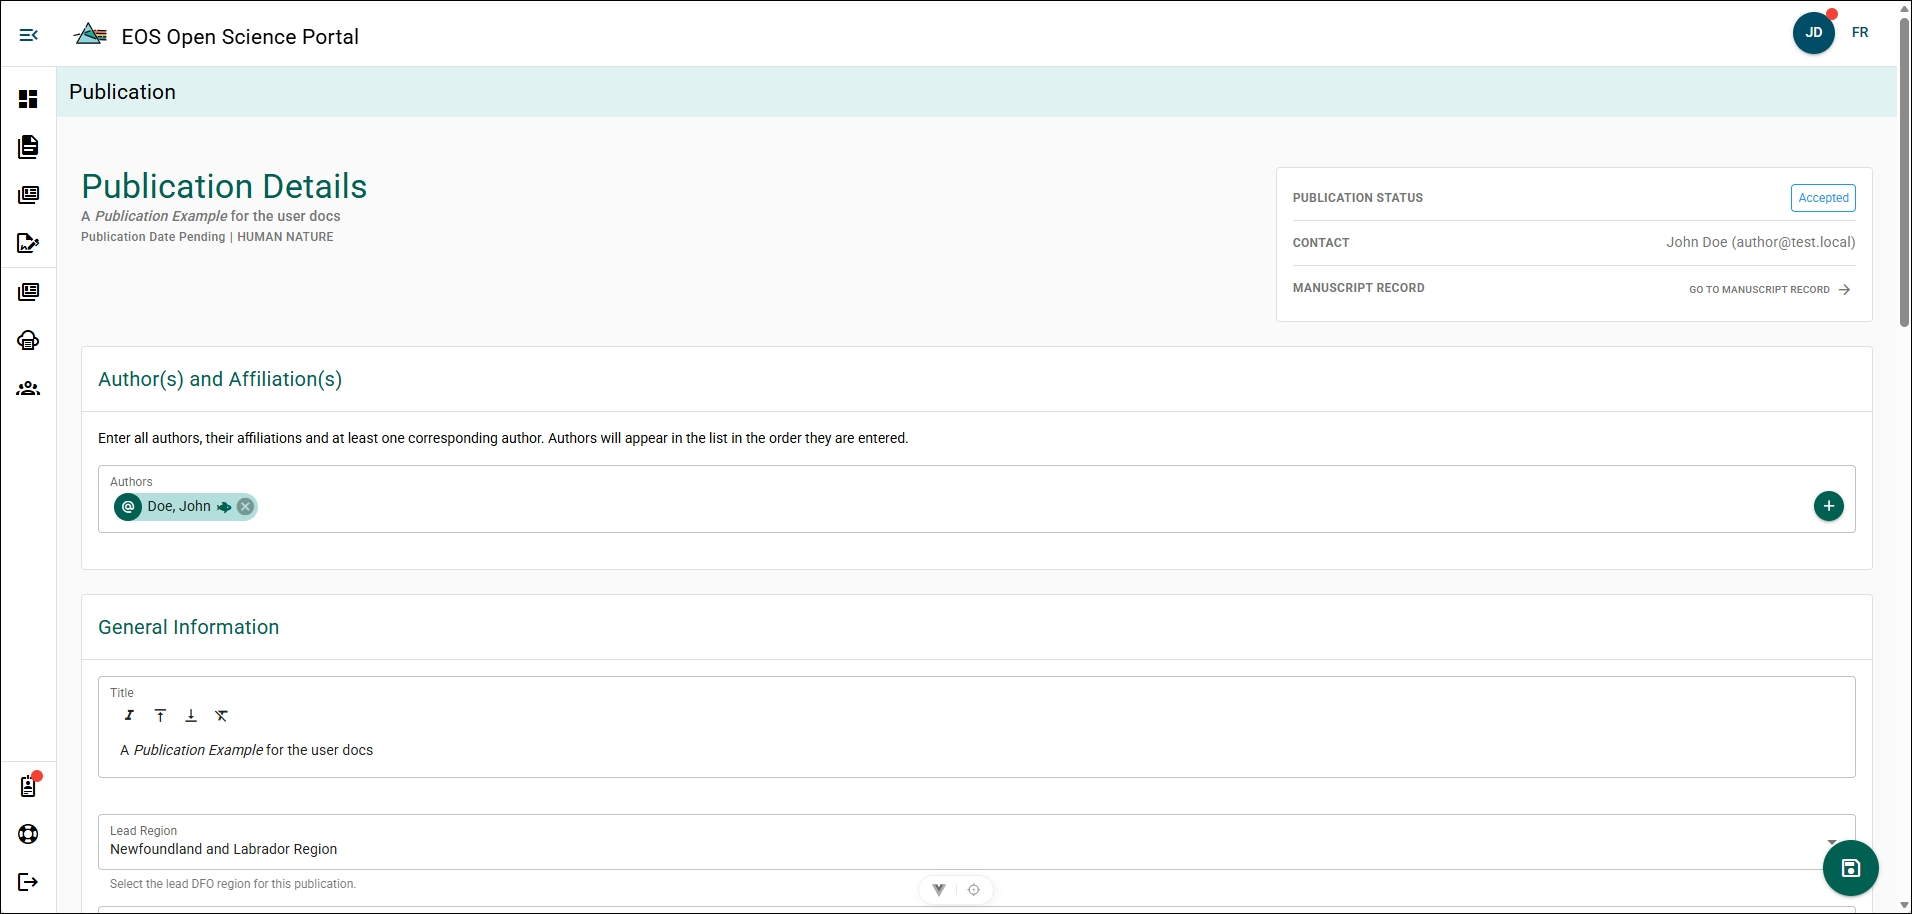 EOS Open Science Portal
JD
FR
Publication
Publication Details
A Publication Example for the user docs
Publication Date Pending | HUMAN NATURE
PUBLICATION STATUS
Accepted
CONTACT
John Doe (author@test.local)
MANUSCRIPT RECORD
GO TO MANUSCRIPT RECORD
Author(s) and Affiliation(s)
Enter all authors, their affiliations and at least one corresponding author. Authors will appear in the list in the order they are entered.
Authors
@ Doe, John
General Information
Title
A Publication Example for the user docs
Lead Region
Newfoundland and Labrador Region
Select the lead DFO region for this publication.